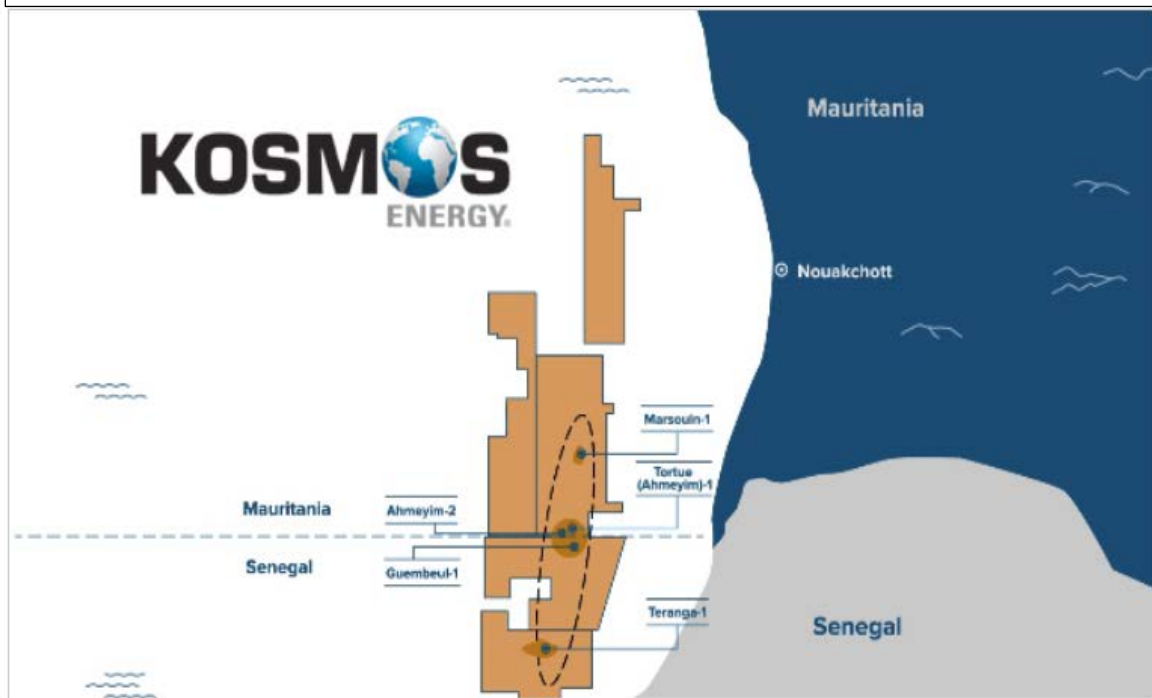 Mauritania
KOSMOS
ENERGY.
Nouakchott
Marsouin-1
Tortue
(Ahmeyim)-1
Mauritania
Ahmeyim-2
Senegal
Guembeul-1
Teranga-1
Senegal